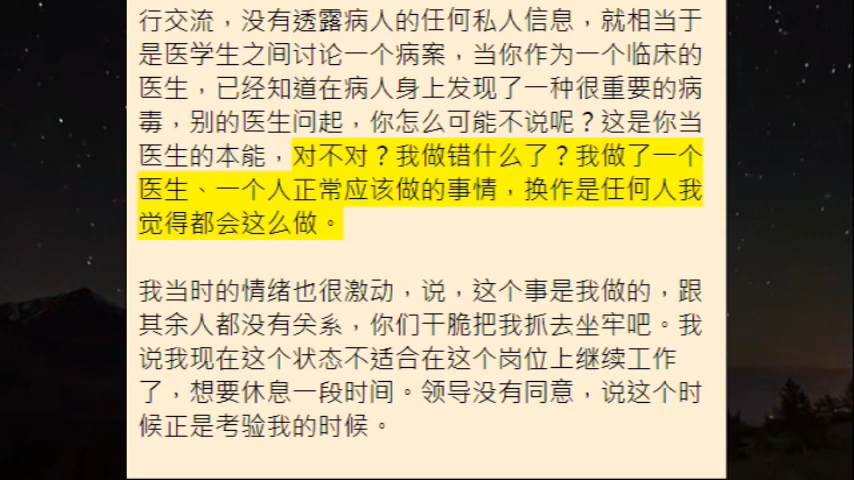 行交流，没有透露病人的任何私人信息，就相当于
是医学生之间讨论一个病案，当你作为一个临床的
医生，已经知道在病人身上发现了一种很重要的病
毒，别的医生问起，你怎么可能不说呢？这是你当
医生的本能，对不对？我做错什么了？我做了一个
医生、一个人正常应该做的事情，换作是任何人我
觉得都会这么做。
我当时的情绪也很激动，说，这个事是我做的，跟
其余人都没有关系，你们干脆把我抓去坐牢吧。我
说我现在这个状态不适合在这个岗位上继续工作
了，想要休息一段时间。领导没有同意，说这个时
候正是考验我的时候。